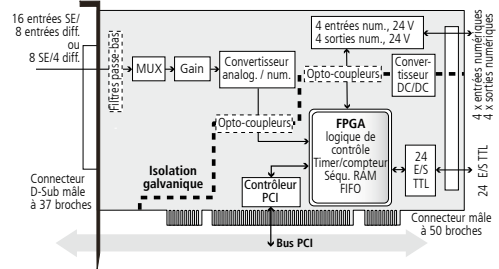 16 entrées SE/
8 entrées diff.
ou
8 SE/4 diff.
Filtres passe-bas
MUX
Gain
Convertisseur
analog. / num.
4 entrées num., 24 V
4 sorties num., 24 V
Opto-coupleurs
Conver-
tisseur
DC/DC
4 x entrées numériques
4 x sorties numériques
Opto-coupleurs
FPGA
logique de
contrôle
Timer/compteur
Séqu. RAM
FIFO
24
E/S
TTL
24 E/S TTL
Isolation
galvanique
Contrôleur
PCI
Connecteur
D-Sub mâle
à 37 broches
Connecteur mâle
à 50 broches
Bus PCI